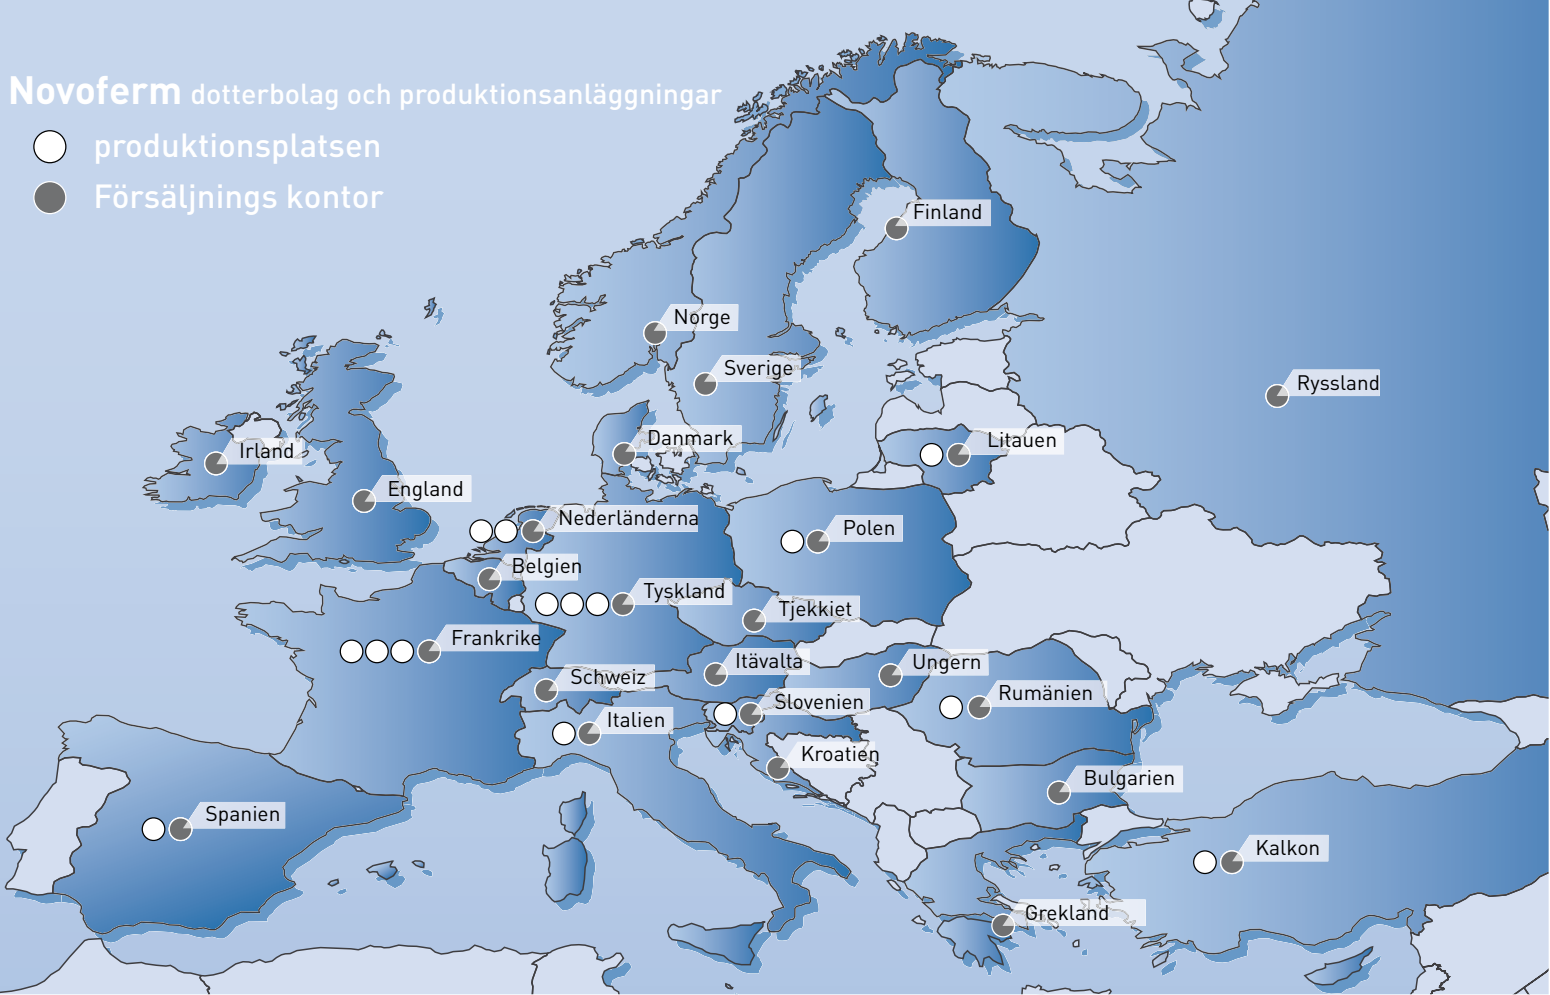 Novoferm dotterbolag och produktionsanläggningar
produktionsplatsen
Försäljnings kontor
Finland
Norge
Sverige
Ryssland
Danmark
Litauen
Irland
England
Nederländerna
Polen
Belgien
Tyskland
Tjekkiet
Frankrike
Itävalta
Ungern
Schweiz
Rumänien
Slovenien
Italien
Kroatien
Bulgarien
Spanien
Kalkon
Grekland